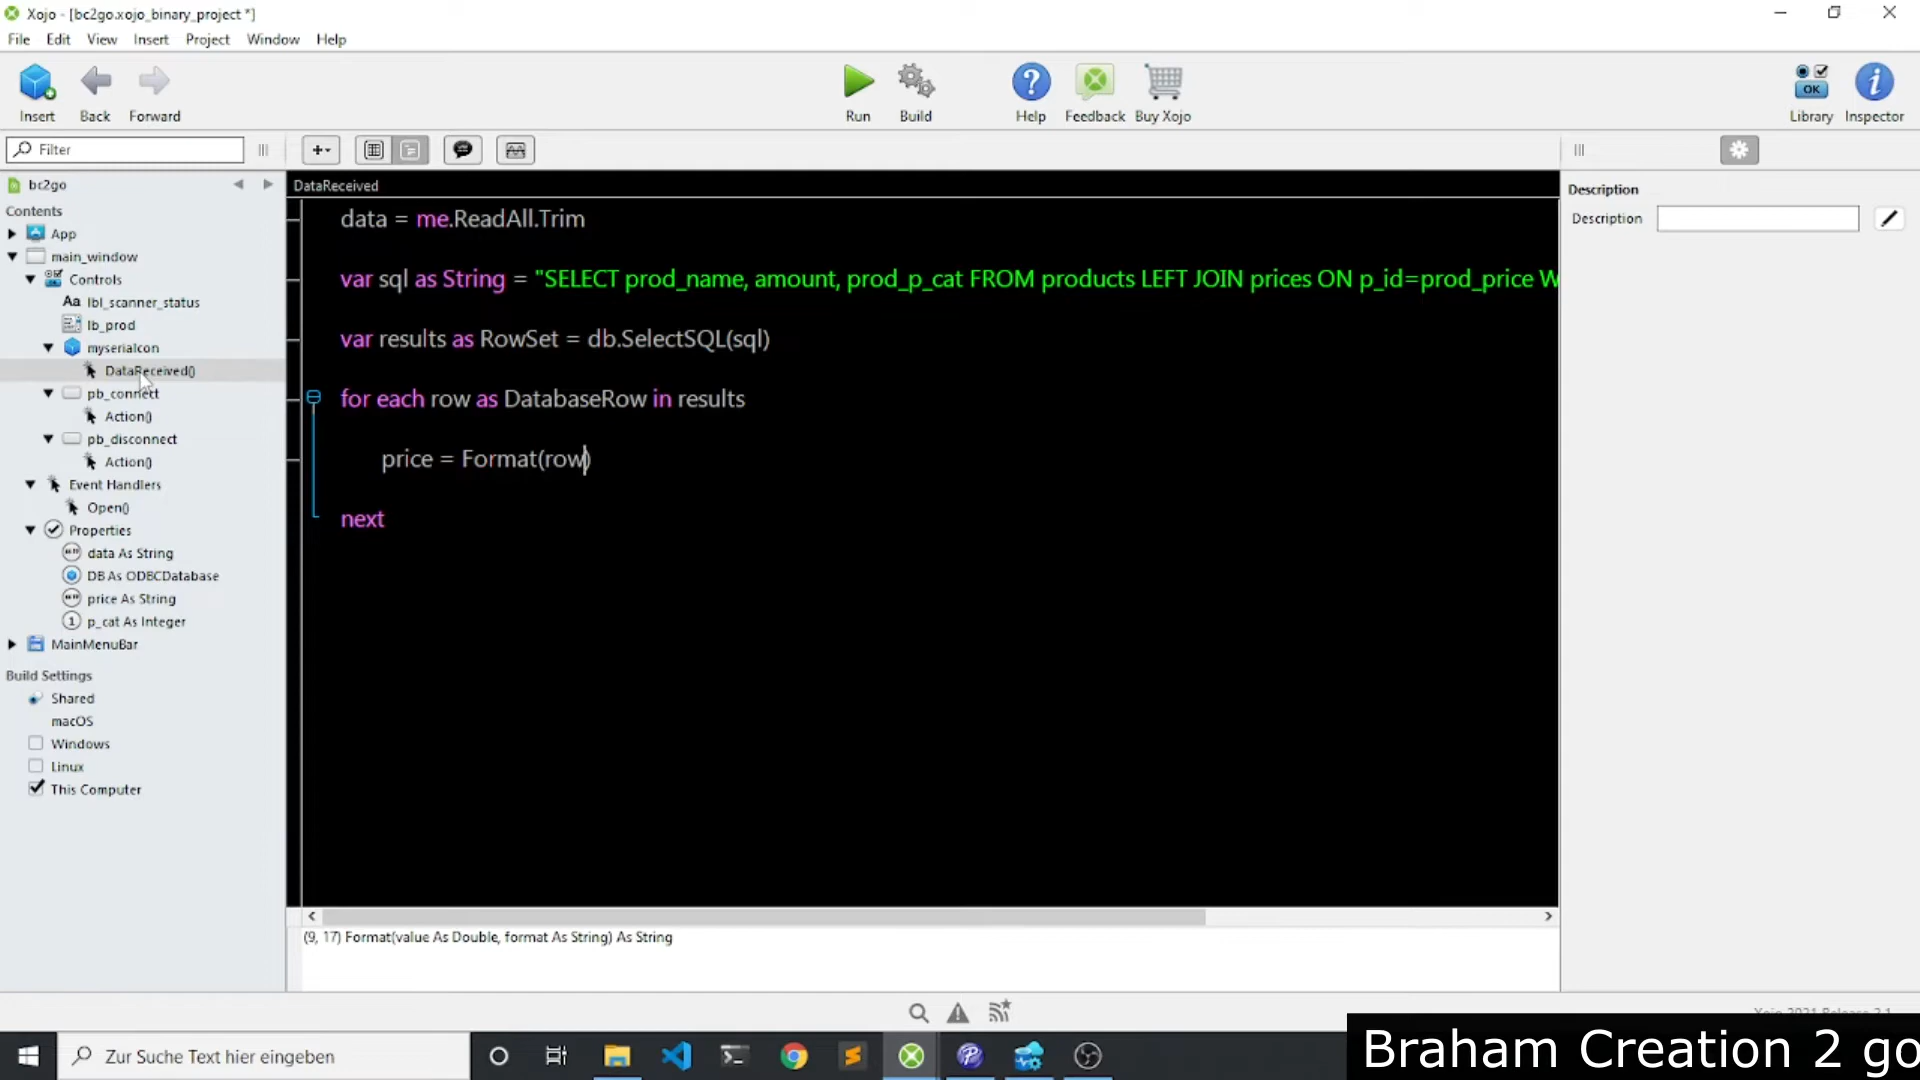 Xojo - [bc2go.xojo_binary_project *]
File Edit View Insert Project Window Help
Insert Back Forward Run Build Help Feedback Buy Xojo Library Inspector
OK
Filter
bc2go
DataReceived
Contents
App
main_window
Controls
lbl_scanner_status
lb_prod
myserialcon
DataReceived()
pb_connect
Action()
pb_disconnect
Action()
Event Handlers
Open()
Properties
data As String
DB As ODBCDatabase
price As String
1 p_cat As Integer
MainMenuBar
Build Settings
Shared
macOS
Windows
Linux
This Computer
data = me.ReadAll.Trim
var sql as String = "SELECT prod_name, amount, prod_p_cat FROM products LEFT JOIN prices ON p_id=prod_price W
var results as RowSet = db.SelectSQL(sql)
for each row as DatabaseRow in results
price = Format(row)
next
(9, 17) Format(value As Double, format As String) As String
Description
Description
Zur Suche Text hier eingeben
Braham Creation 2 go